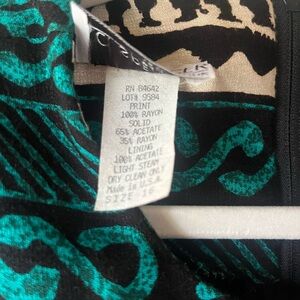 RN 84642
LOT# 9584
PRINT
100% RAYON
SOLID
65% ACETATE
35% RAYON
LINING
100% ACETATE
LIGHT STEAM
DRY CLEAN ONLY
Made in U.S.A.
SIZE 16